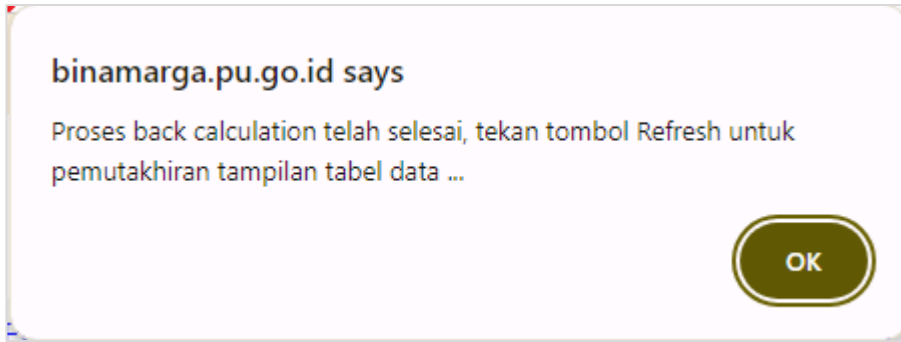 binamarga.pu.go.id says
Proses back calculation telah selesai, tekan tombol Refresh untuk
pemutakhiran tampilan tabel data ...
OK